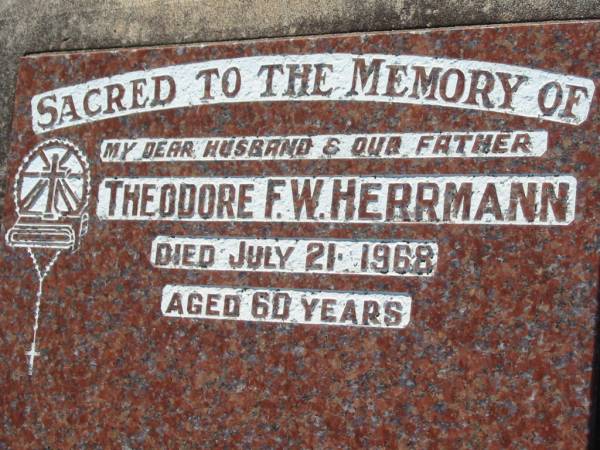 SACRED TO THE MEMORY OF
MY DEAR HUSBAND & OUR FATHER
THEODORE F.W. HERRMANN
DIED JULY 21· 1968
AGED 60 YEARS